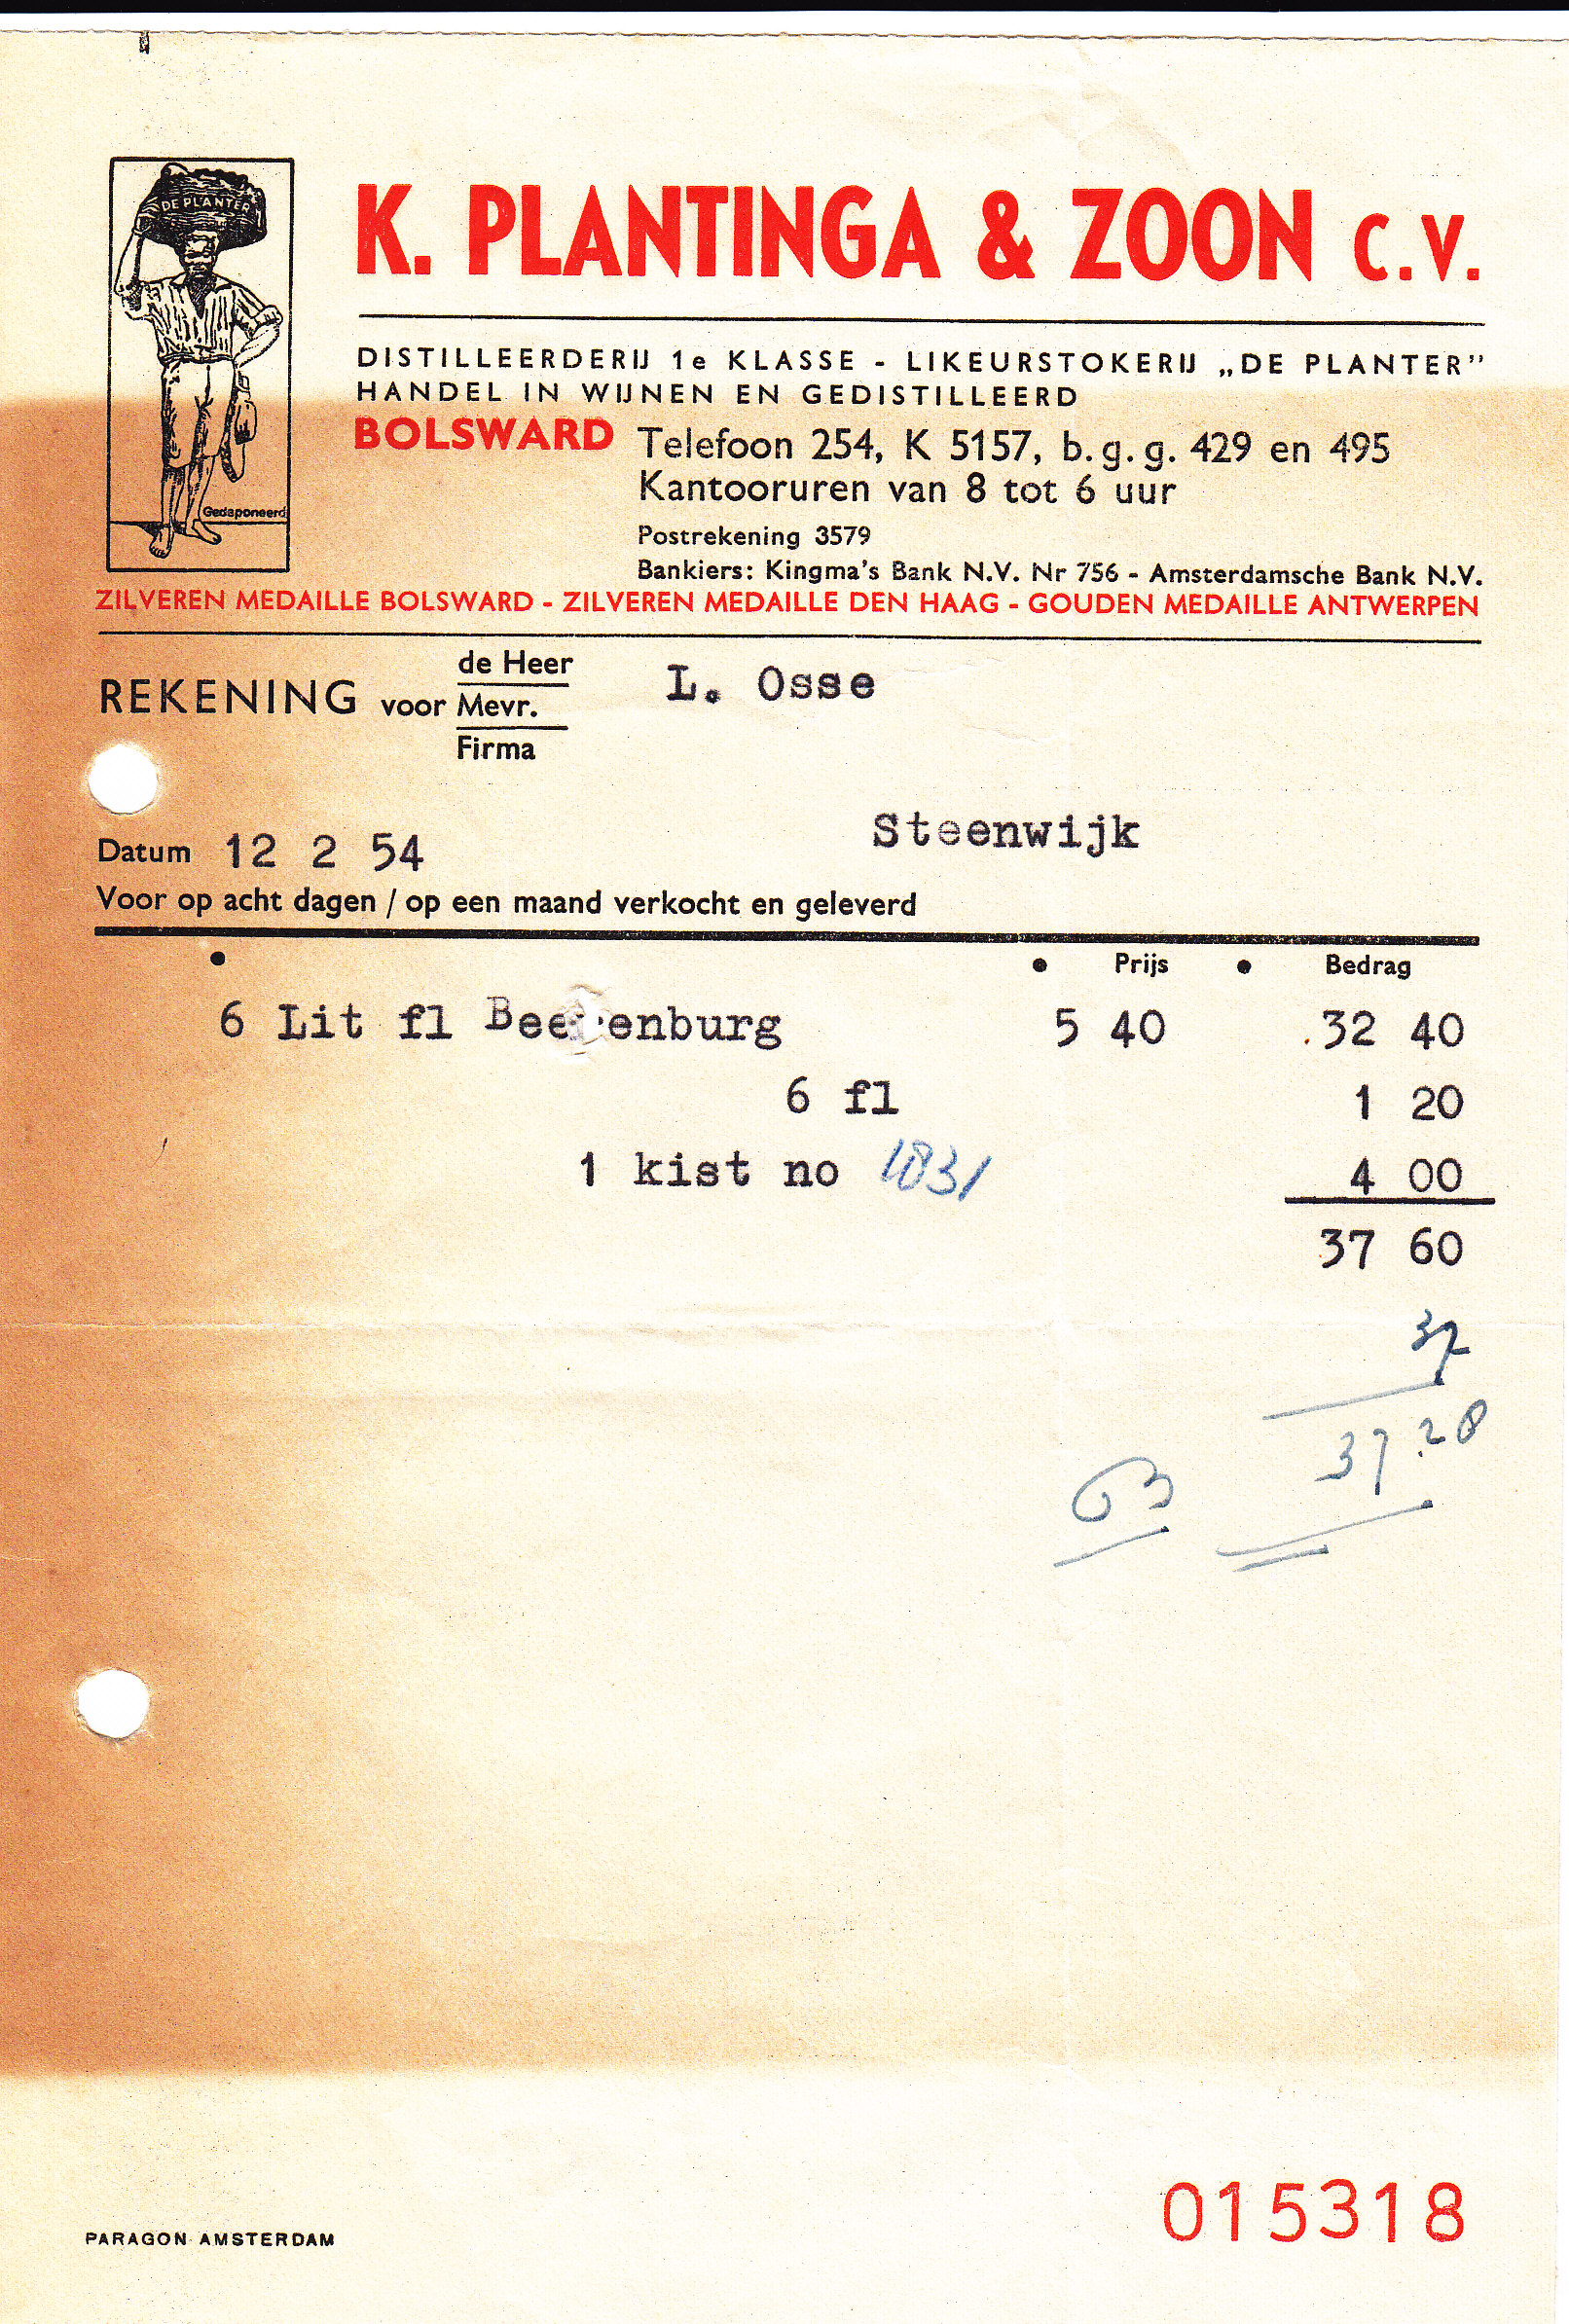 DE PLANTER
Gedeponeerd
K. PLANTINGA & ZOON C.V.
DISTILLEERDERIJ 1e KLASSE - LIKEURSTOKERIJ „DE PLANTER”
HANDEL IN WIJNEN EN GEDISTILLEERD
BOLSWARD Telefoon 254, K 5157, b.g.g. 429 en 495
Kantooruren van 8 tot 6 uur
Postrekening 3579
Bankiers: Kingma's Bank N.V. Nr 756 - Amsterdamsche Bank N.V.
ZILVEREN MEDAILLE BOLSWARD - ZILVEREN MEDAILLE DEN HAAG - GOUDEN MEDAILLE ANTWERPEN
REKENING voor de Heer
Mevr.
Firma
L. Osse
Steenwijk
Datum 12 2 54
Voor op acht dagen / op een maand verkocht en geleverd
Prijs Bedrag
6 Lit fl Beerenburg 5 40 32 40
6 fl 1 20
1 kist no 1831 4 00
37 60
32
37.28
PARAGON AMSTERDAM
015318